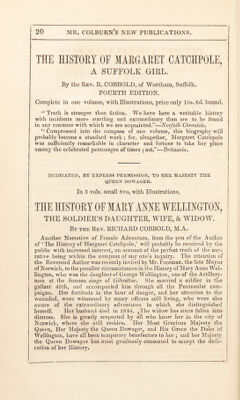 20 MR. COLBURN'S NEW PUBLICATIONS.
THE HISTORY OF MARGARET CATCHPOLE,
A SUFFOLK GIRL.
By the REV. R. COBBOLD, of Wortham, Suffolk.
FOURTH EDITION.
Complete in one volume, with Illustrations, price only 10s. 6d. bound.
"Truth is stranger than fiction. We have here a veritable history
with incidents more startling and extraordinary than are to be found
in any romance with which we are acquainted."—Norfolk Chronicle.
"Compressed into the compass of one volume, this biography will
probably become a standard work; for, altogether, Margaret Catchpole
was sufficiently remarkable in character and fortune to take her place
among the celebrated personages of times past."—Britannia.
DEDICATED, BY EXPRESS PERMISSION, TO HER MAJESTY THE
QUEEN DOWAGER.
In 3 vols. small 8vo, with Illustrations,
THE HISTORY OF MARY ANNE WELLINGTON,
THE SOLDIER'S DAUGHTER, WIFE, & WIDOW.
By the REV. RICHARD COBBOLD, M.A.
Another Narrative of Female Adventure, from the pen of the Author
of 'The History of Margaret Catchpole,' will probably be received by the
public with increased interest, on account of the perfect truth of the nar-
rative being within the compass of any one's inquiry. The attention of
the Reverend Author was recently invited by Mr. Freeman, the late Mayor
of Norwich, to the peculiar circumstances in the History of Mary Anne Wel-
lington, who was the daughter of George Wellington, one of the Artillery-
men at the famous siege of Gibraltar. She married a soldier in the
gallant 48th, and accompanied him through all the Peninsular cam-
paigns. Her fortitude in the hour of danger, and her attention to the
wounded, were witnessed by many officers still living, who were also
aware of the extraordinary adventures in which she distinguished
herself. Her husband died in 1844. The widow has since fallen into
distress. She is greatly respected by all who know her in the city of
Norwich, where she still resides. Her Most Gracious Majesty the
Queen, Her Majesty the Queen Dowager, and His Grace the Duke of
Wellington, have all been temporary benefactors to her; and her Majesty
the Queen Dowager has most graciously consented to accept the dedi-
cation of her History.